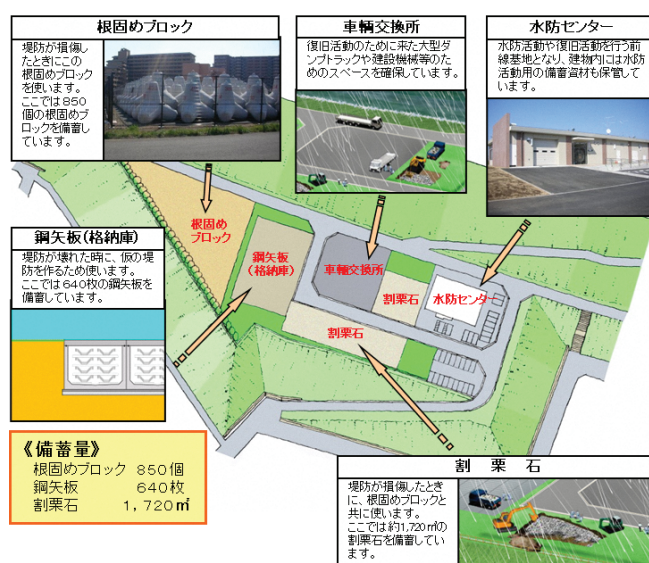 根固めブロック
堤防が損傷し
たときにこの
根固めブロック
を使います。
ここでは850
個の根固めブ
ロックを備蓄し
ています。
車輌交換所
復旧活動のために来た大型ダ
ンプトラックや建設機械等のた
めのスペースを確保しています。
水防センター
水防活動や復旧活動を行う前
線基地となり、建物内には水防
活動用の備蓄資材も保管して
います。
鋼矢板(格納庫)
堤防が壊れた時に、仮の堤
防を作るため使います。
ここでは640枚の鋼矢板を
備蓄しています。
根固め
ブロック
鋼矢板
(格納庫)
車輌交換所
割栗石
水防センター
割栗石
《備蓄量》
根固めブロック 850個
鋼矢板 640枚
割栗石 1,720㎥
割栗石
堤防が損傷したとき
に、根固めブロックと
共に使います。
ここでは約1,720㎥の
割栗石を備蓄してい
ます。